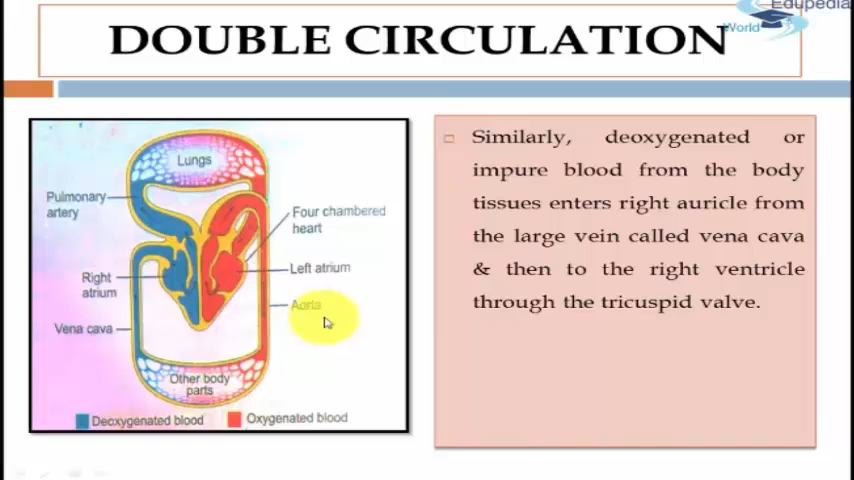 Edupedia
World
DOUBLE CIRCULATION
Lungs
Pulmonary
artery
Four chambered
heart
Left atrium
Right
atrium
Aorta
Vena cava
Other body
parts
Deoxygenated blood
Oxygenated blood
Similarly, deoxygenated or
impure blood from the body
tissues enters right auricle from
the large vein called vena cava
& then to the right ventricle
through the tricuspid valve.